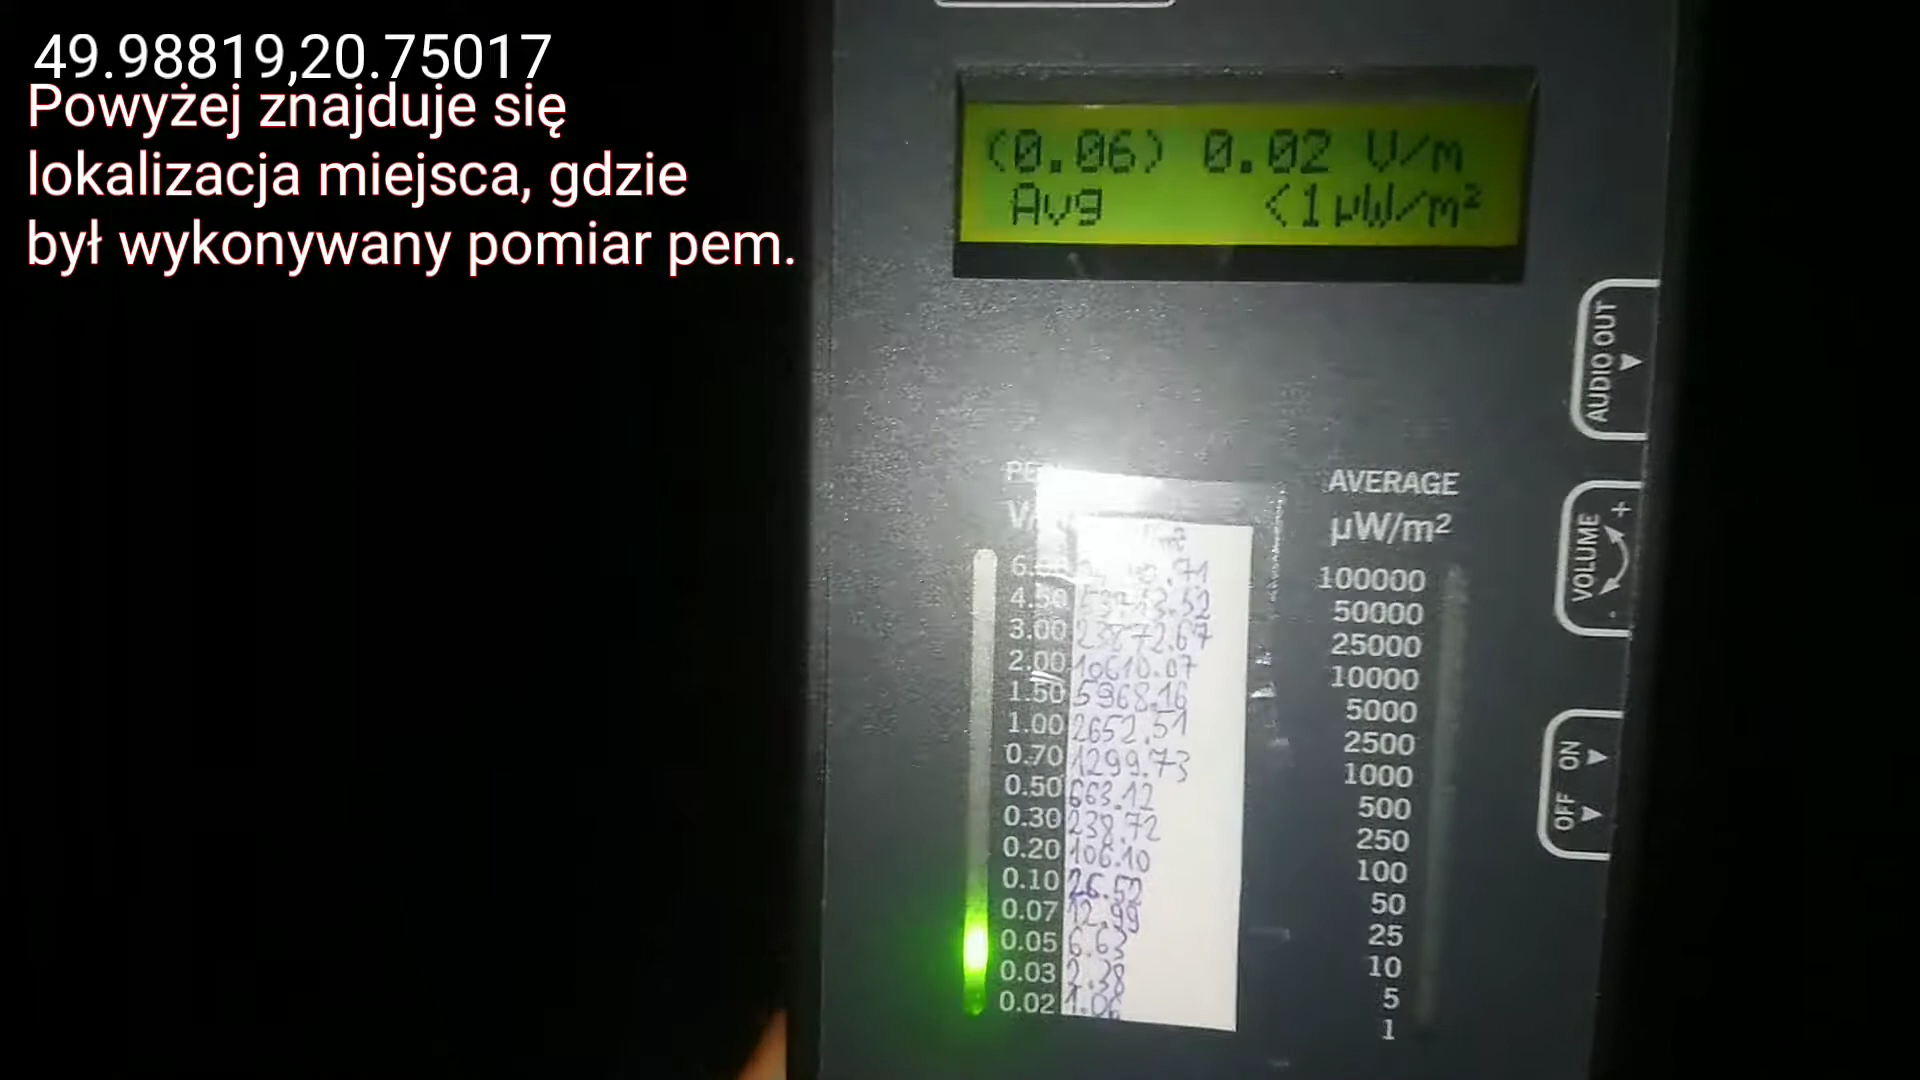 49.98819,20.75017
Powyżej znajduje się
lokalizacja miejsca, gdzie
był wykonywany pomiar pem.
(0.06) 0.02 V/m
Avg <1µW/m²
AUDIO OUT
VOLUME
+
-
OFF ON
AVERAGE
µW/m²
100000
4.50 50000
3.00 23872.67 25000
2.00 10610.07 10000
1.50 5968.16 5000
1.00 2652.51 2500
0.70 1299.73 1000
0.50 663.12 500
0.30 238.72 250
0.20 106.10 100
0.10 26.52 50
0.07 12.99 25
0.05 6.63 10
0.03 2.38 5
0.02 1.06 1